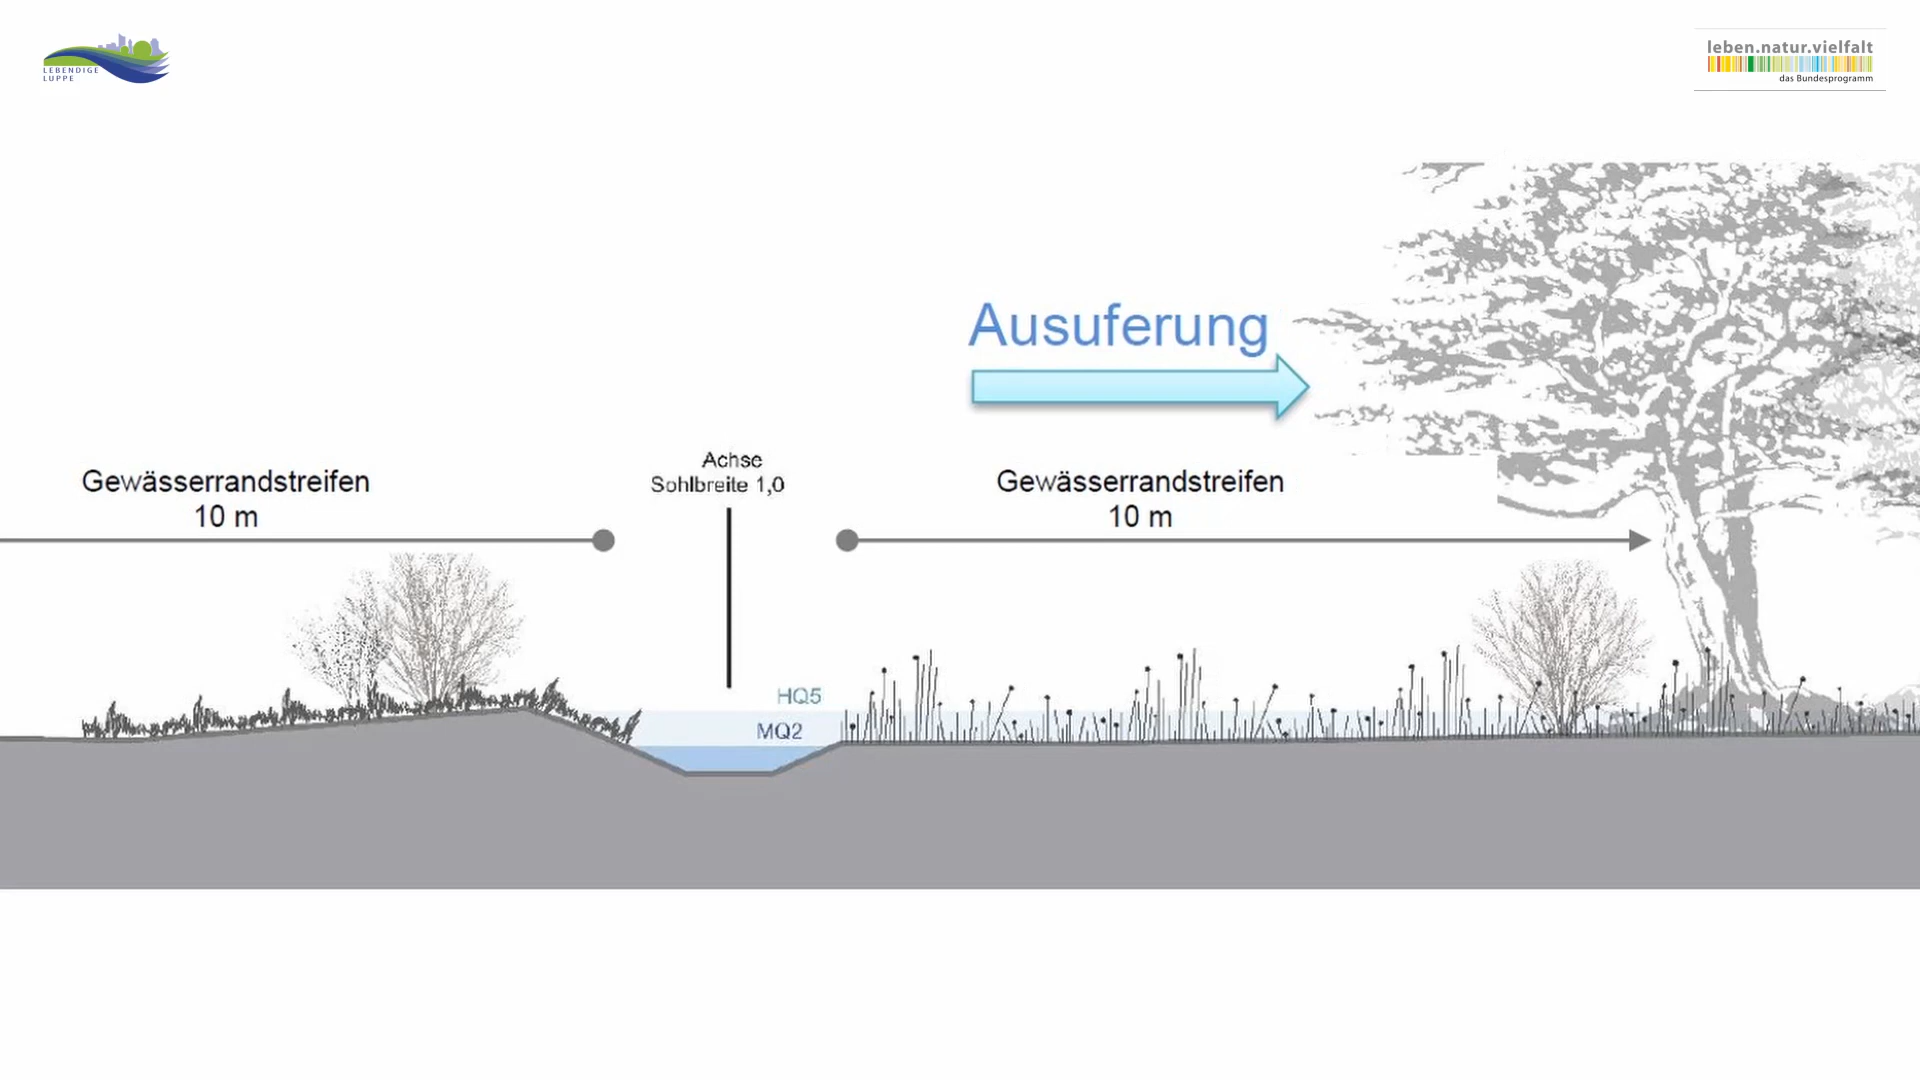 LEBENDIGE
LUPPE
leben.natur.vielfalt
das Bundesprogramm
Ausuferung
Gewässerrandstreifen
10 m
Achse
Sohlbreite 1,0
Gewässerrandstreifen
10 m
HQ5
MQ2